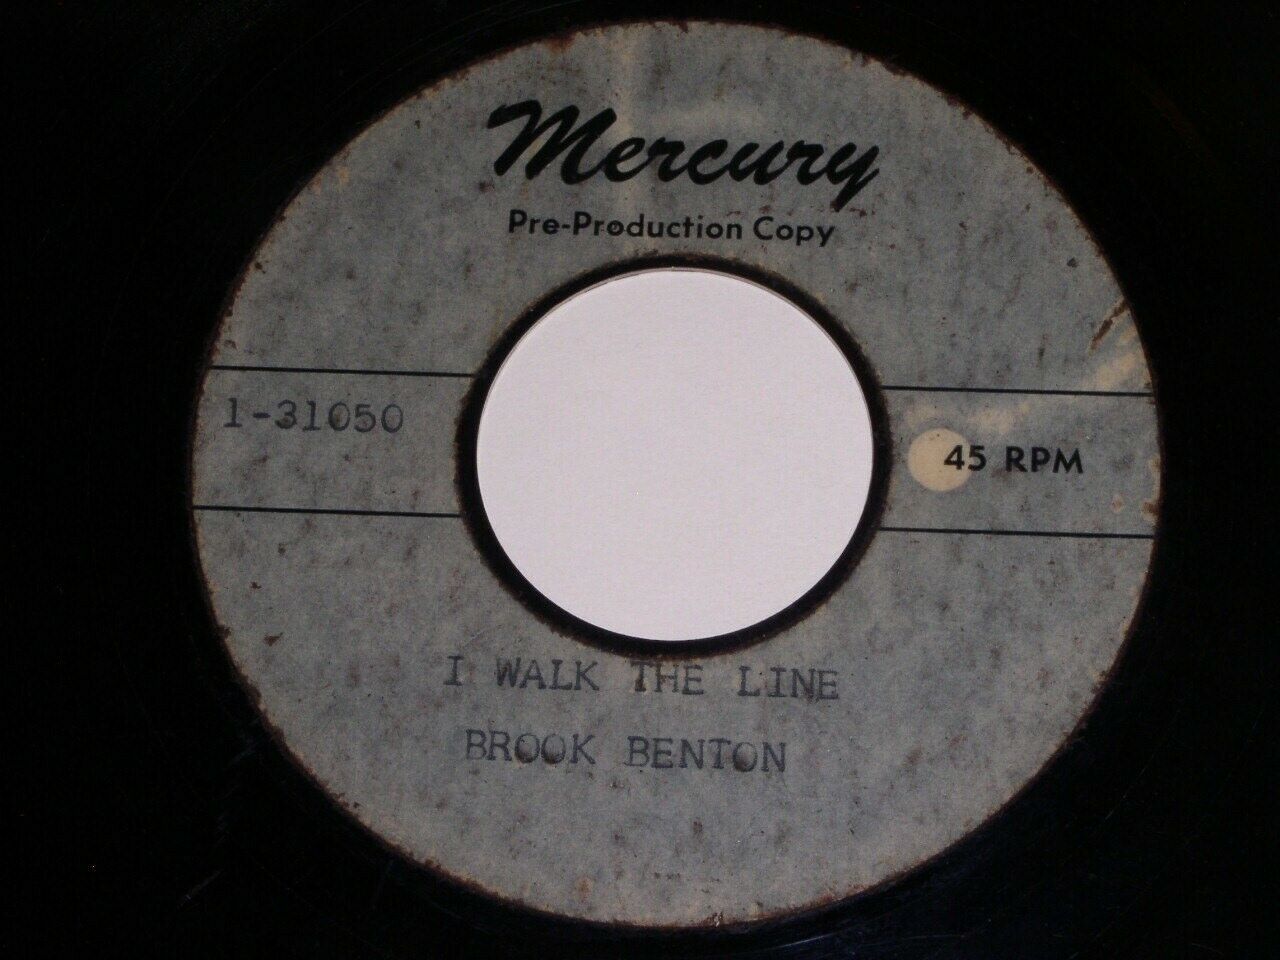 Mercury
Pre-Production Copy
1-31050
45 RPM
I WALK THE LINE
BROOK BENTON